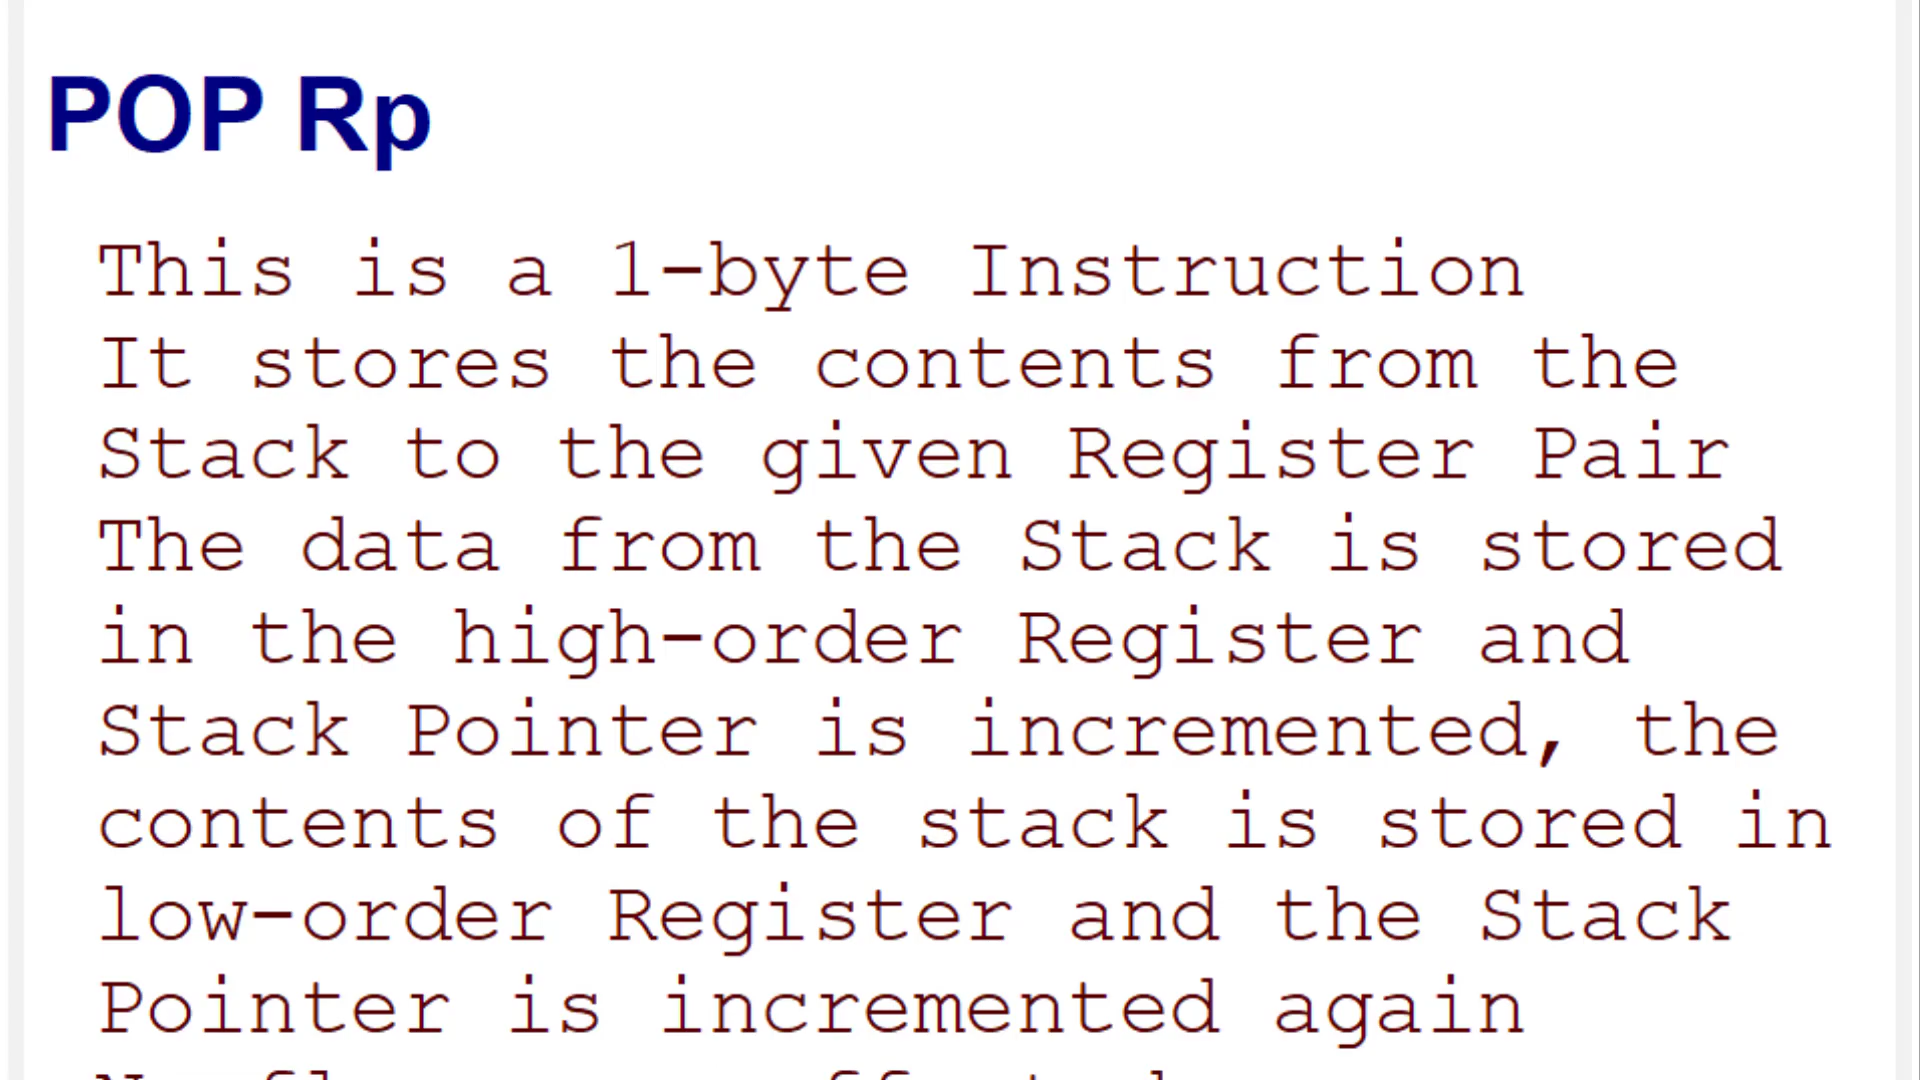 POP Rp
This is a 1-byte Instruction
It stores the contents from the
Stack to the given Register Pair
The data from the Stack is stored
in the high-order Register and
Stack Pointer is incremented, the
contents of the stack is stored in
low-order Register and the Stack
Pointer is incremented again